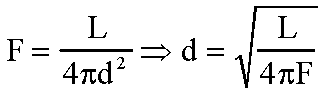 F = L / 4πd² ⇒ d = √(L / 4πF)